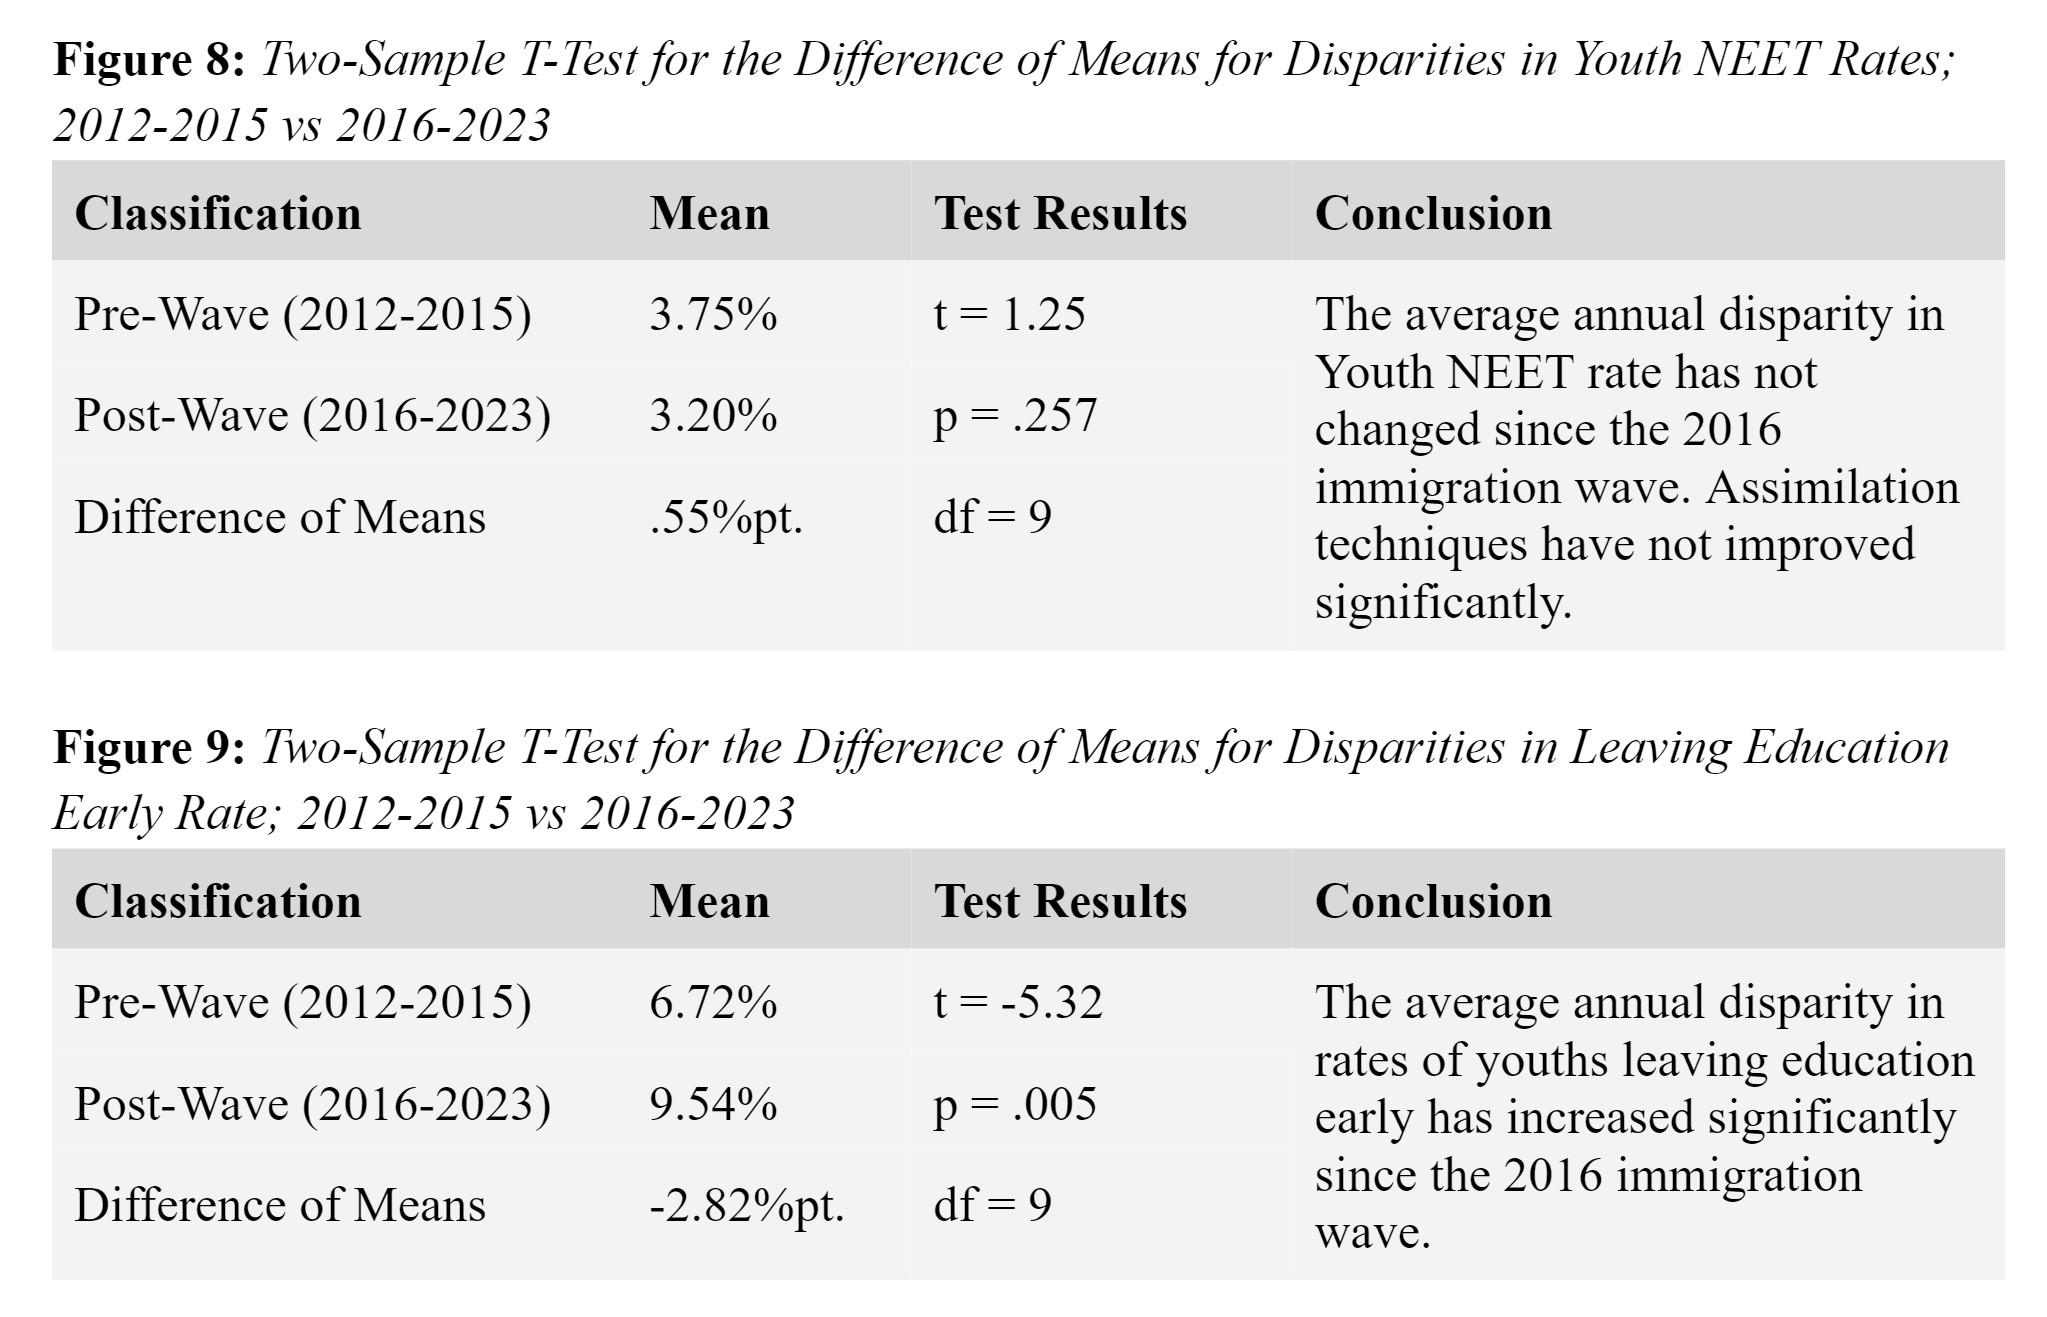 Figure 8: Two-Sample T-Test for the Difference of Means for Disparities in Youth NEET Rates;
2012-2015 vs 2016-2023
Classification Mean Test Results Conclusion
Pre-Wave (2012-2015) 3.75% t = 1.25
Post-Wave (2016-2023) 3.20% p = .257
Difference of Means .55%pt. df = 9
The average annual disparity in
Youth NEET rate has not
changed since the 2016
immigration wave. Assimilation
techniques have not improved
significantly.
Figure 9: Two-Sample T-Test for the Difference of Means for Disparities in Leaving Education
Early Rate; 2012-2015 vs 2016-2023
Classification Mean Test Results Conclusion
Pre-Wave (2012-2015) 6.72% t = -5.32
Post-Wave (2016-2023) 9.54% p = .005
Difference of Means -2.82%pt. df = 9
The average annual disparity in
rates of youths leaving education
early has increased significantly
since the 2016 immigration
wave.